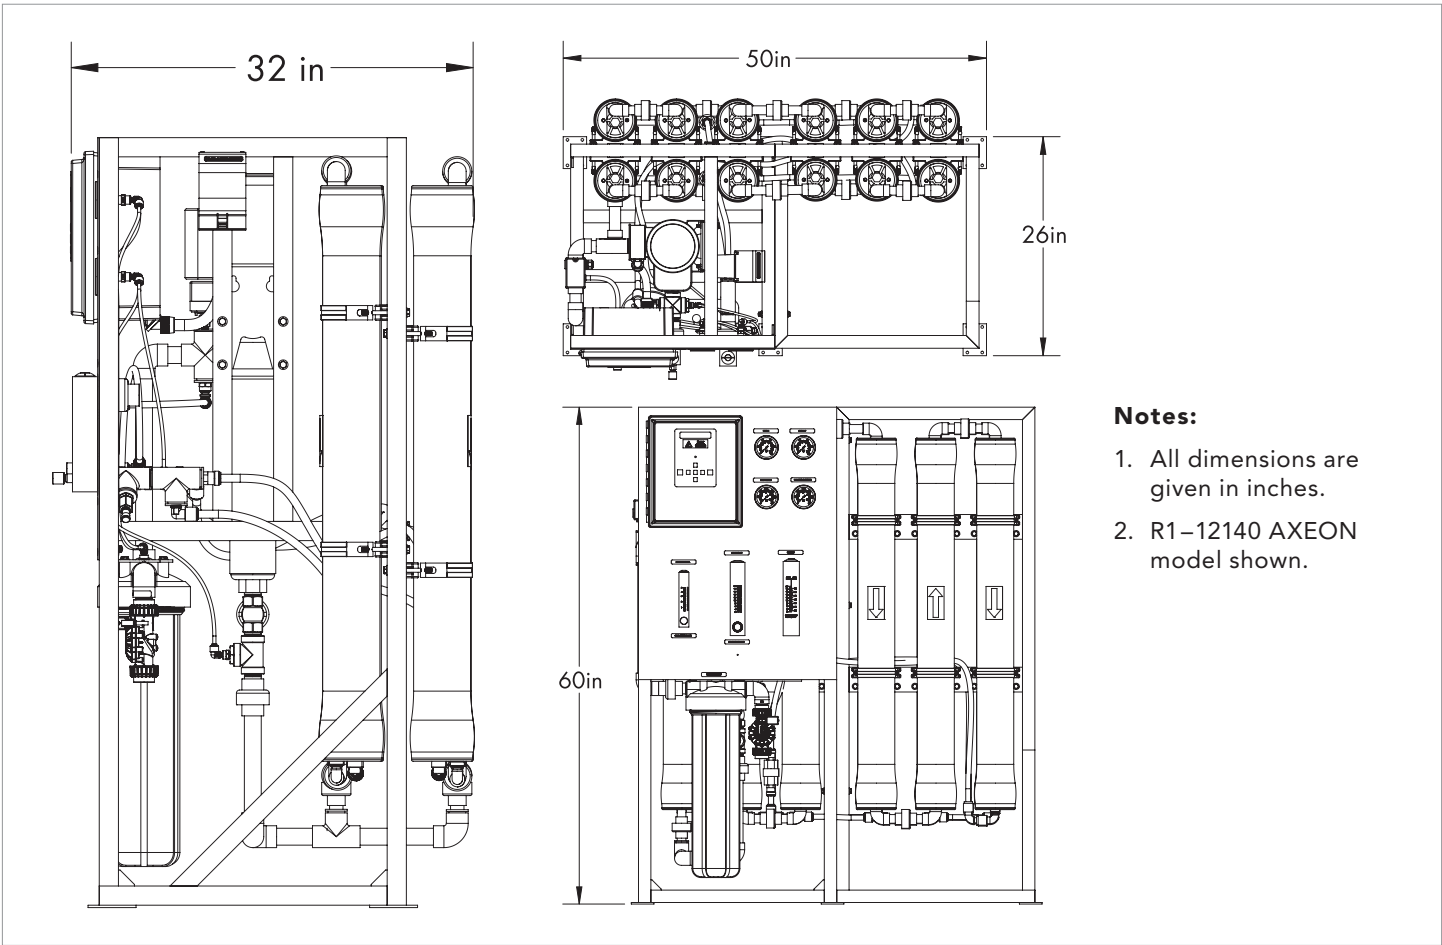 32 in
50in
26in
60in
Notes:
1. All dimensions are
given in inches.
2. R1–12140 AXEON
model shown.